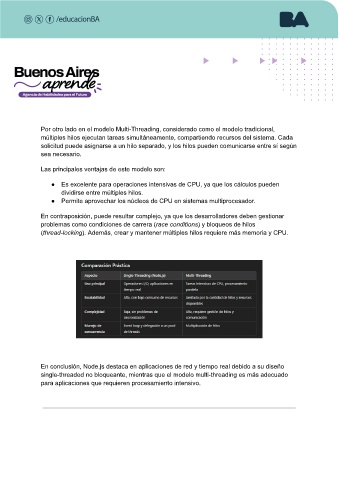 /educacionBA
BA
Buenos Aires
aprende
Agencia de Habilidades para el Futuro
Por otro lado en el modelo Multi-Threading, considerado como el modelo tradicional,
múltiples hilos ejecutan tareas simultáneamente, compartiendo recursos del sistema. Cada
solicitud puede asignarse a un hilo separado, y los hilos pueden comunicarse entre sí según
sea necesario.
Las principales ventajas de este modelo son:
● Es excelente para operaciones intensivas de CPU, ya que los cálculos pueden
dividirse entre múltiples hilos.
● Permite aprovechar los núcleos de CPU en sistemas multiprocesador.
En contraposición, puede resultar complejo, ya que los desarrolladores deben gestionar
problemas como condiciones de carrera (race conditions) y bloqueos de hilos
(thread-locking). Además, crear y mantener múltiples hilos requiere más memoria y CPU.
Comparación Práctica
Aspecto Single-Threading (Node.js) Multi-Threading
Uso principal Operaciones I/O, aplicaciones en tiempo real Tareas intensivas de CPU, procesamiento paralelo
Escalabilidad Alta, con bajo consumo de recursos Limitada por la cantidad de hilos y recursos disponibles
Complejidad Baja, sin problemas de sincronización Alta, requiere gestión de hilos y comunicación
Manejo de concurrencia Event loop y delegación a un pool de threads Multiplicación de hilos
En conclusión, Node.js destaca en aplicaciones de red y tiempo real debido a su diseño
single-threaded no bloqueante, mientras que el modelo multi-threading es más adecuado
para aplicaciones que requieren procesamiento intensivo.